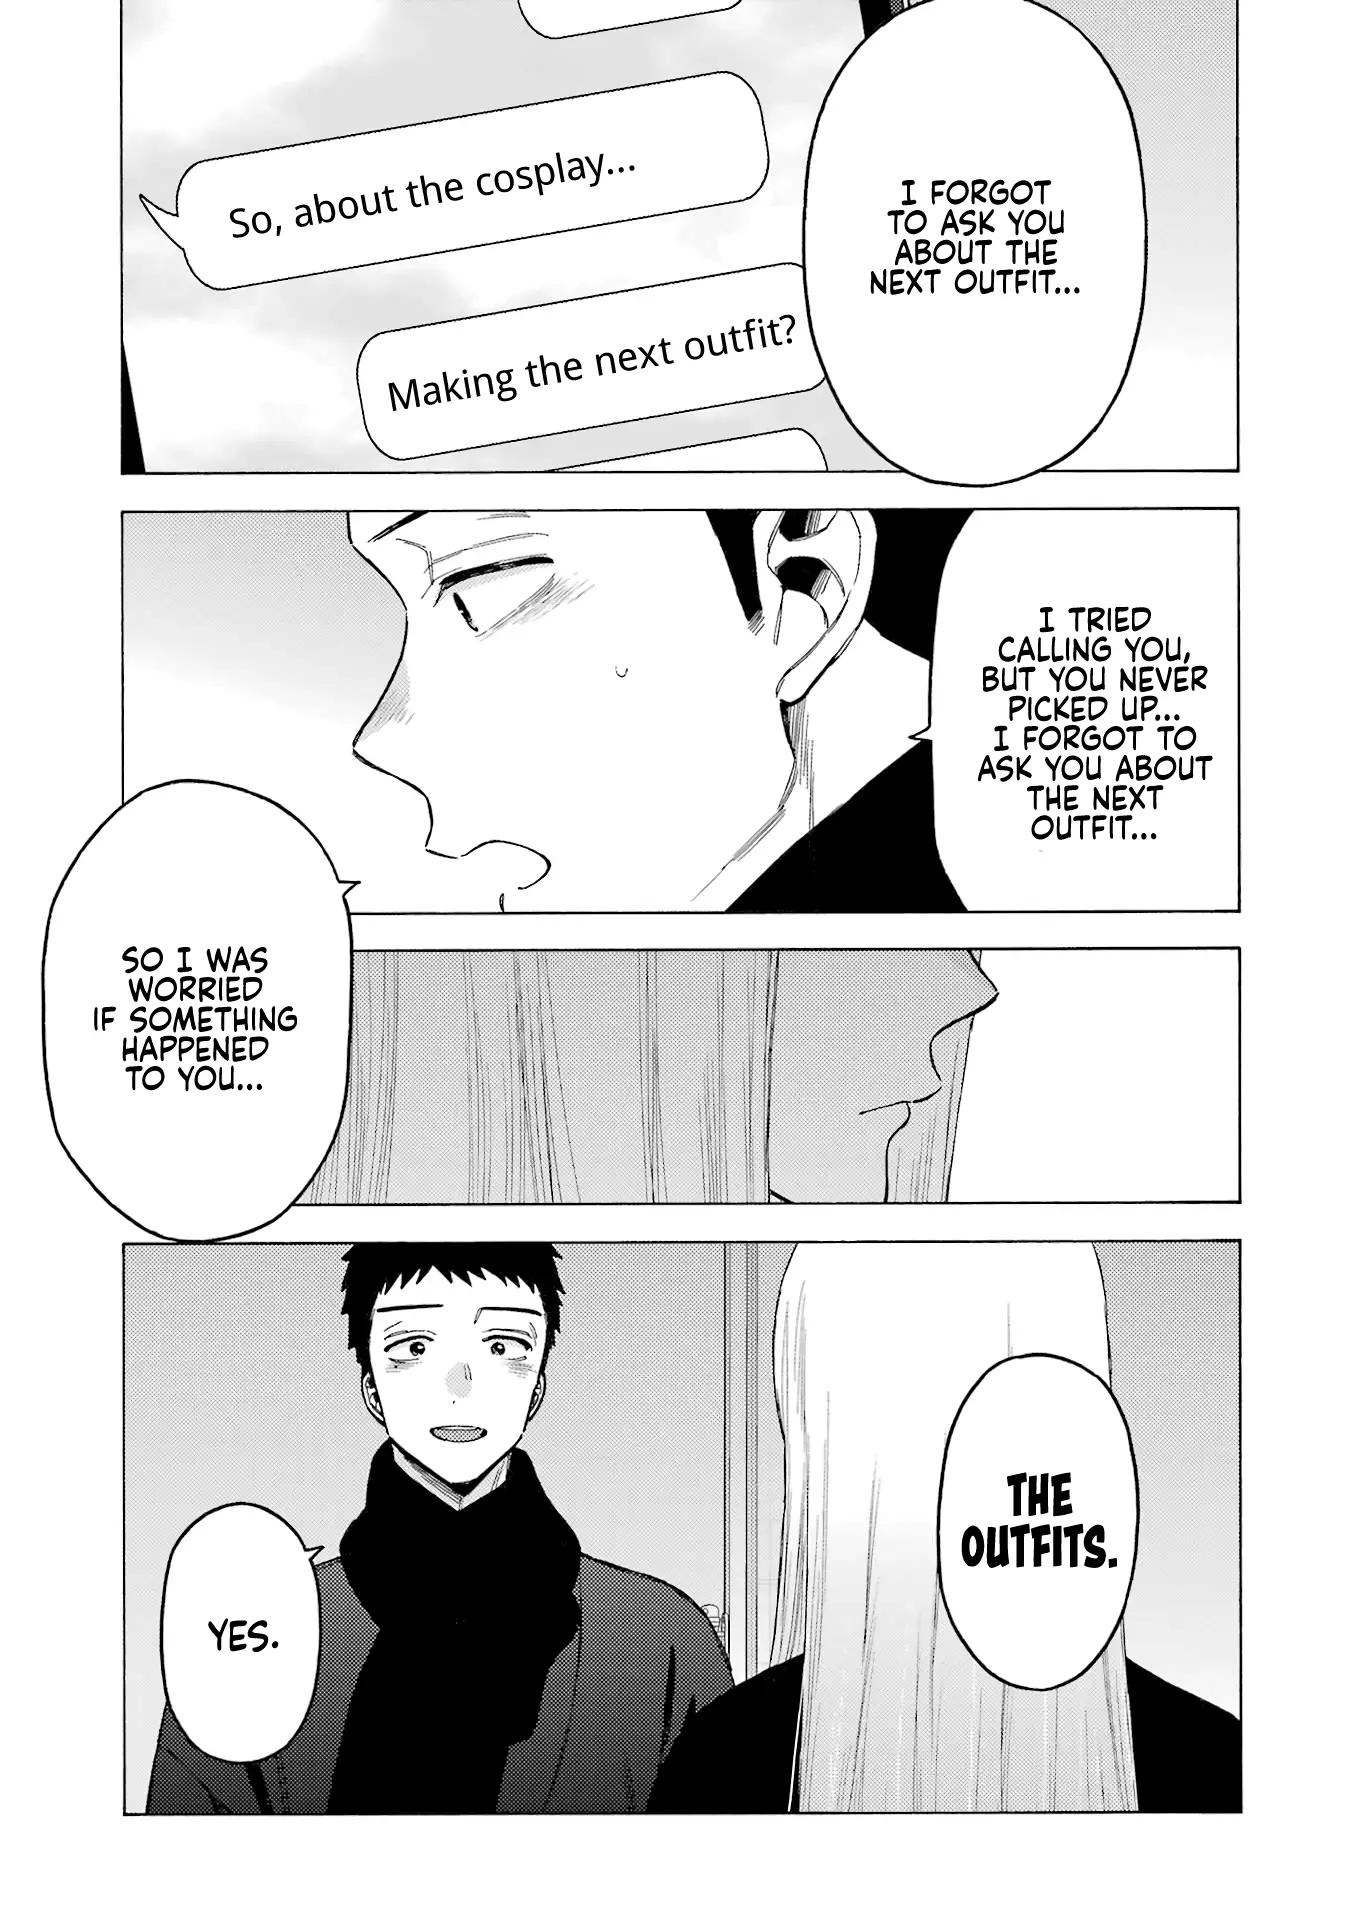 I FORGOT
TO ASK YOU
ABOUT THE
NEXT OUTFIT...
So, about the cosplay...
Making the next outfit?
I TRIED
CALLING YOU,
BUT YOU NEVER
PICKED UP...
I FORGOT TO
ASK YOU ABOUT
THE NEXT
OUTFIT...
SO I WAS
WORRIED
IF SOMETHING
HAPPENED
TO YOU...
THE
OUTFITS.
YES.